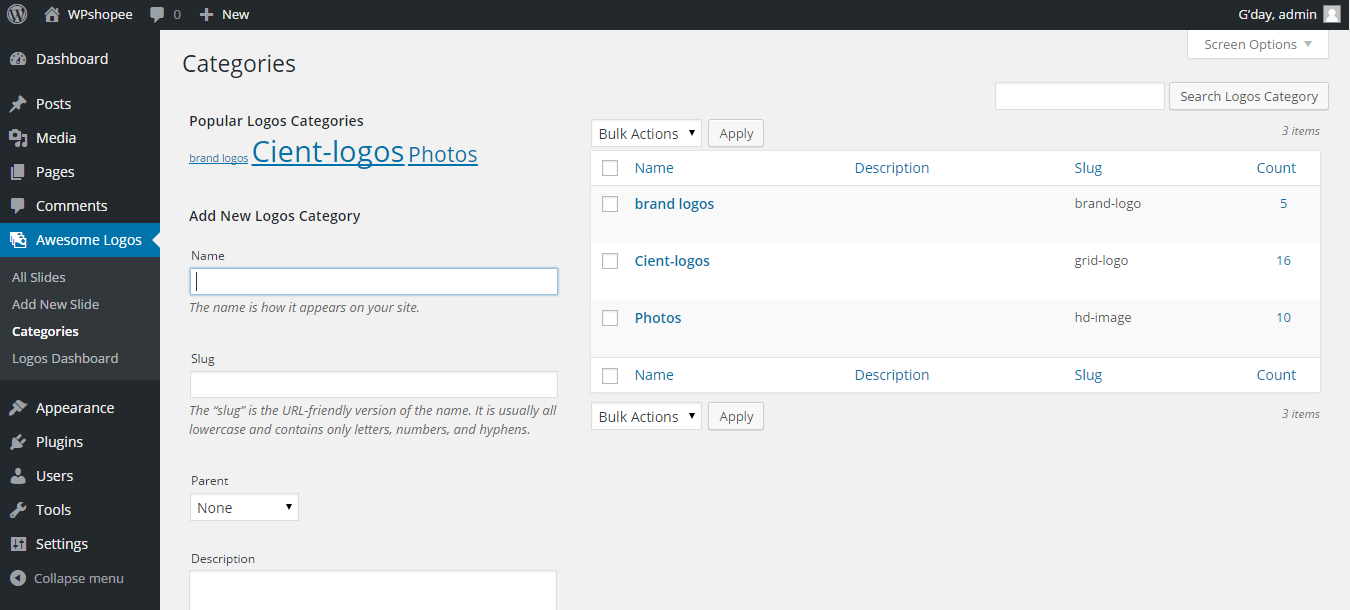 WPshopee 0 New G'day, admin
Dashboard
Posts
Media
Pages
Comments
Awesome Logos
All Slides
Add New Slide
Categories
Logos Dashboard
Appearance
Plugins
Users
Tools
Settings
Collapse menu
Screen Options
Categories
Search Logos Category
Popular Logos Categories
brand logos Cient-logos Photos
Add New Logos Category
Name
The name is how it appears on your site.
Slug
The “slug” is the URL-friendly version of the name. It is usually all
lowercase and contains only letters, numbers, and hyphens.
Parent
None
Description
Bulk Actions Apply 3 items
Name Description Slug Count
brand logos brand-logo 5
Cient-logos grid-logo 16
Photos hd-image 10
Name Description Slug Count
Bulk Actions Apply 3 items